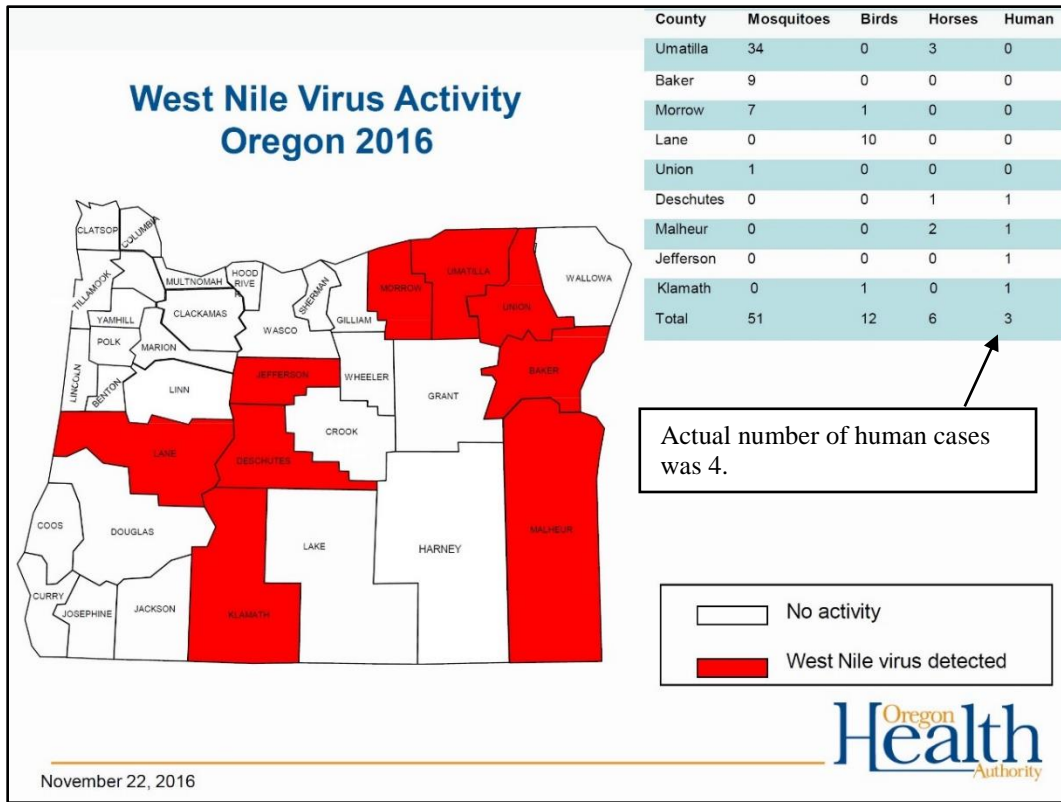 West Nile Virus Activity
Oregon 2016
County Mosquitoes Birds Horses Human
Umatilla 34 0 3 0
Baker 9 0 0 0
Morrow 7 1 0 0
Lane 0 10 0 0
Union 1 0 0 0
Deschutes 0 0 1 1
Malheur 0 0 2 1
Jefferson 0 0 0 1
Klamath 0 1 0 1
Total 51 12 6 3
Actual number of human cases
was 4.
CLATSOP
COLUMBIA
TILLAMOOK
MULTNOMAH
HOOD
RIVE
R
SHERMAN
GILLIAM
MORROW
UMATILLA
UNION
WALLOWA
YAMHILL
CLACKAMAS
WASCO
POLK
MARION
LINCOLN
BENTON
LINN
JEFFERSON
WHEELER
GRANT
BAKER
CROOK
LANE
DESCHUTES
COOS
DOUGLAS
LAKE
HARNEY
MALHEUR
CURRY
JOSEPHINE
JACKSON
KLAMATH
No activity
West Nile virus detected
Oregon
Health
Authority
November 22, 2016